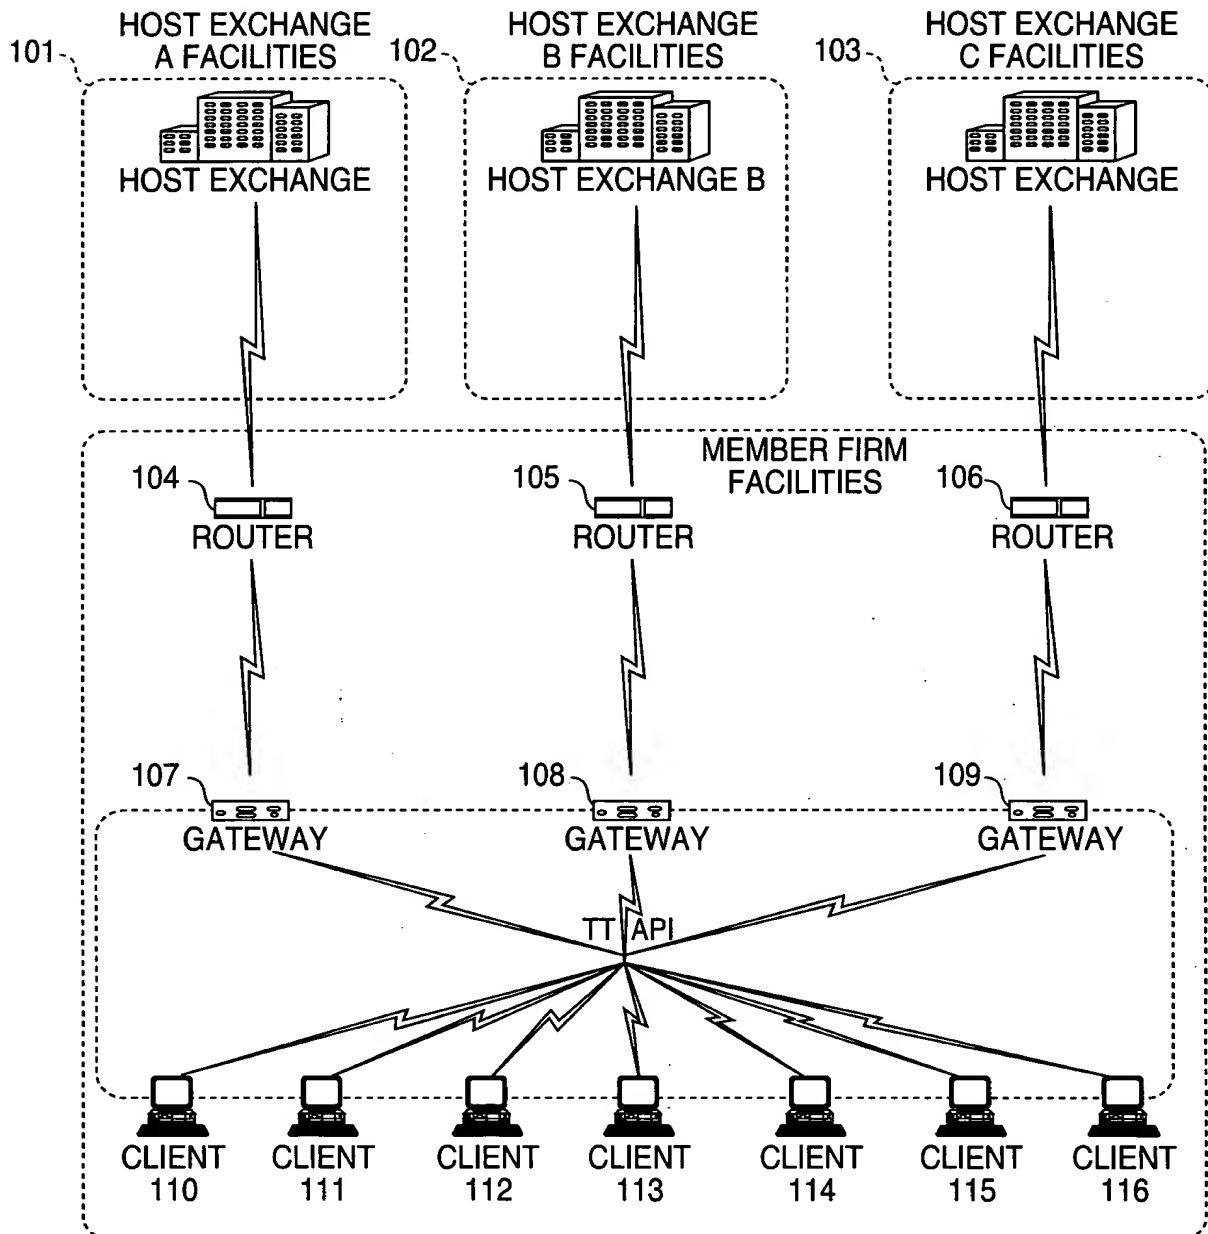 HOST EXCHANGE
A FACILITIES
HOST EXCHANGE
B FACILITIES
HOST EXCHANGE
C FACILITIES
101
102
103
HOST EXCHANGE
HOST EXCHANGE B
HOST EXCHANGE
MEMBER FIRM
FACILITIES
104
105
106
ROUTER
ROUTER
ROUTER
107
108
109
GATEWAY
GATEWAY
GATEWAY
TT API
CLIENT
110
CLIENT
111
CLIENT
112
CLIENT
113
CLIENT
114
CLIENT
115
CLIENT
116